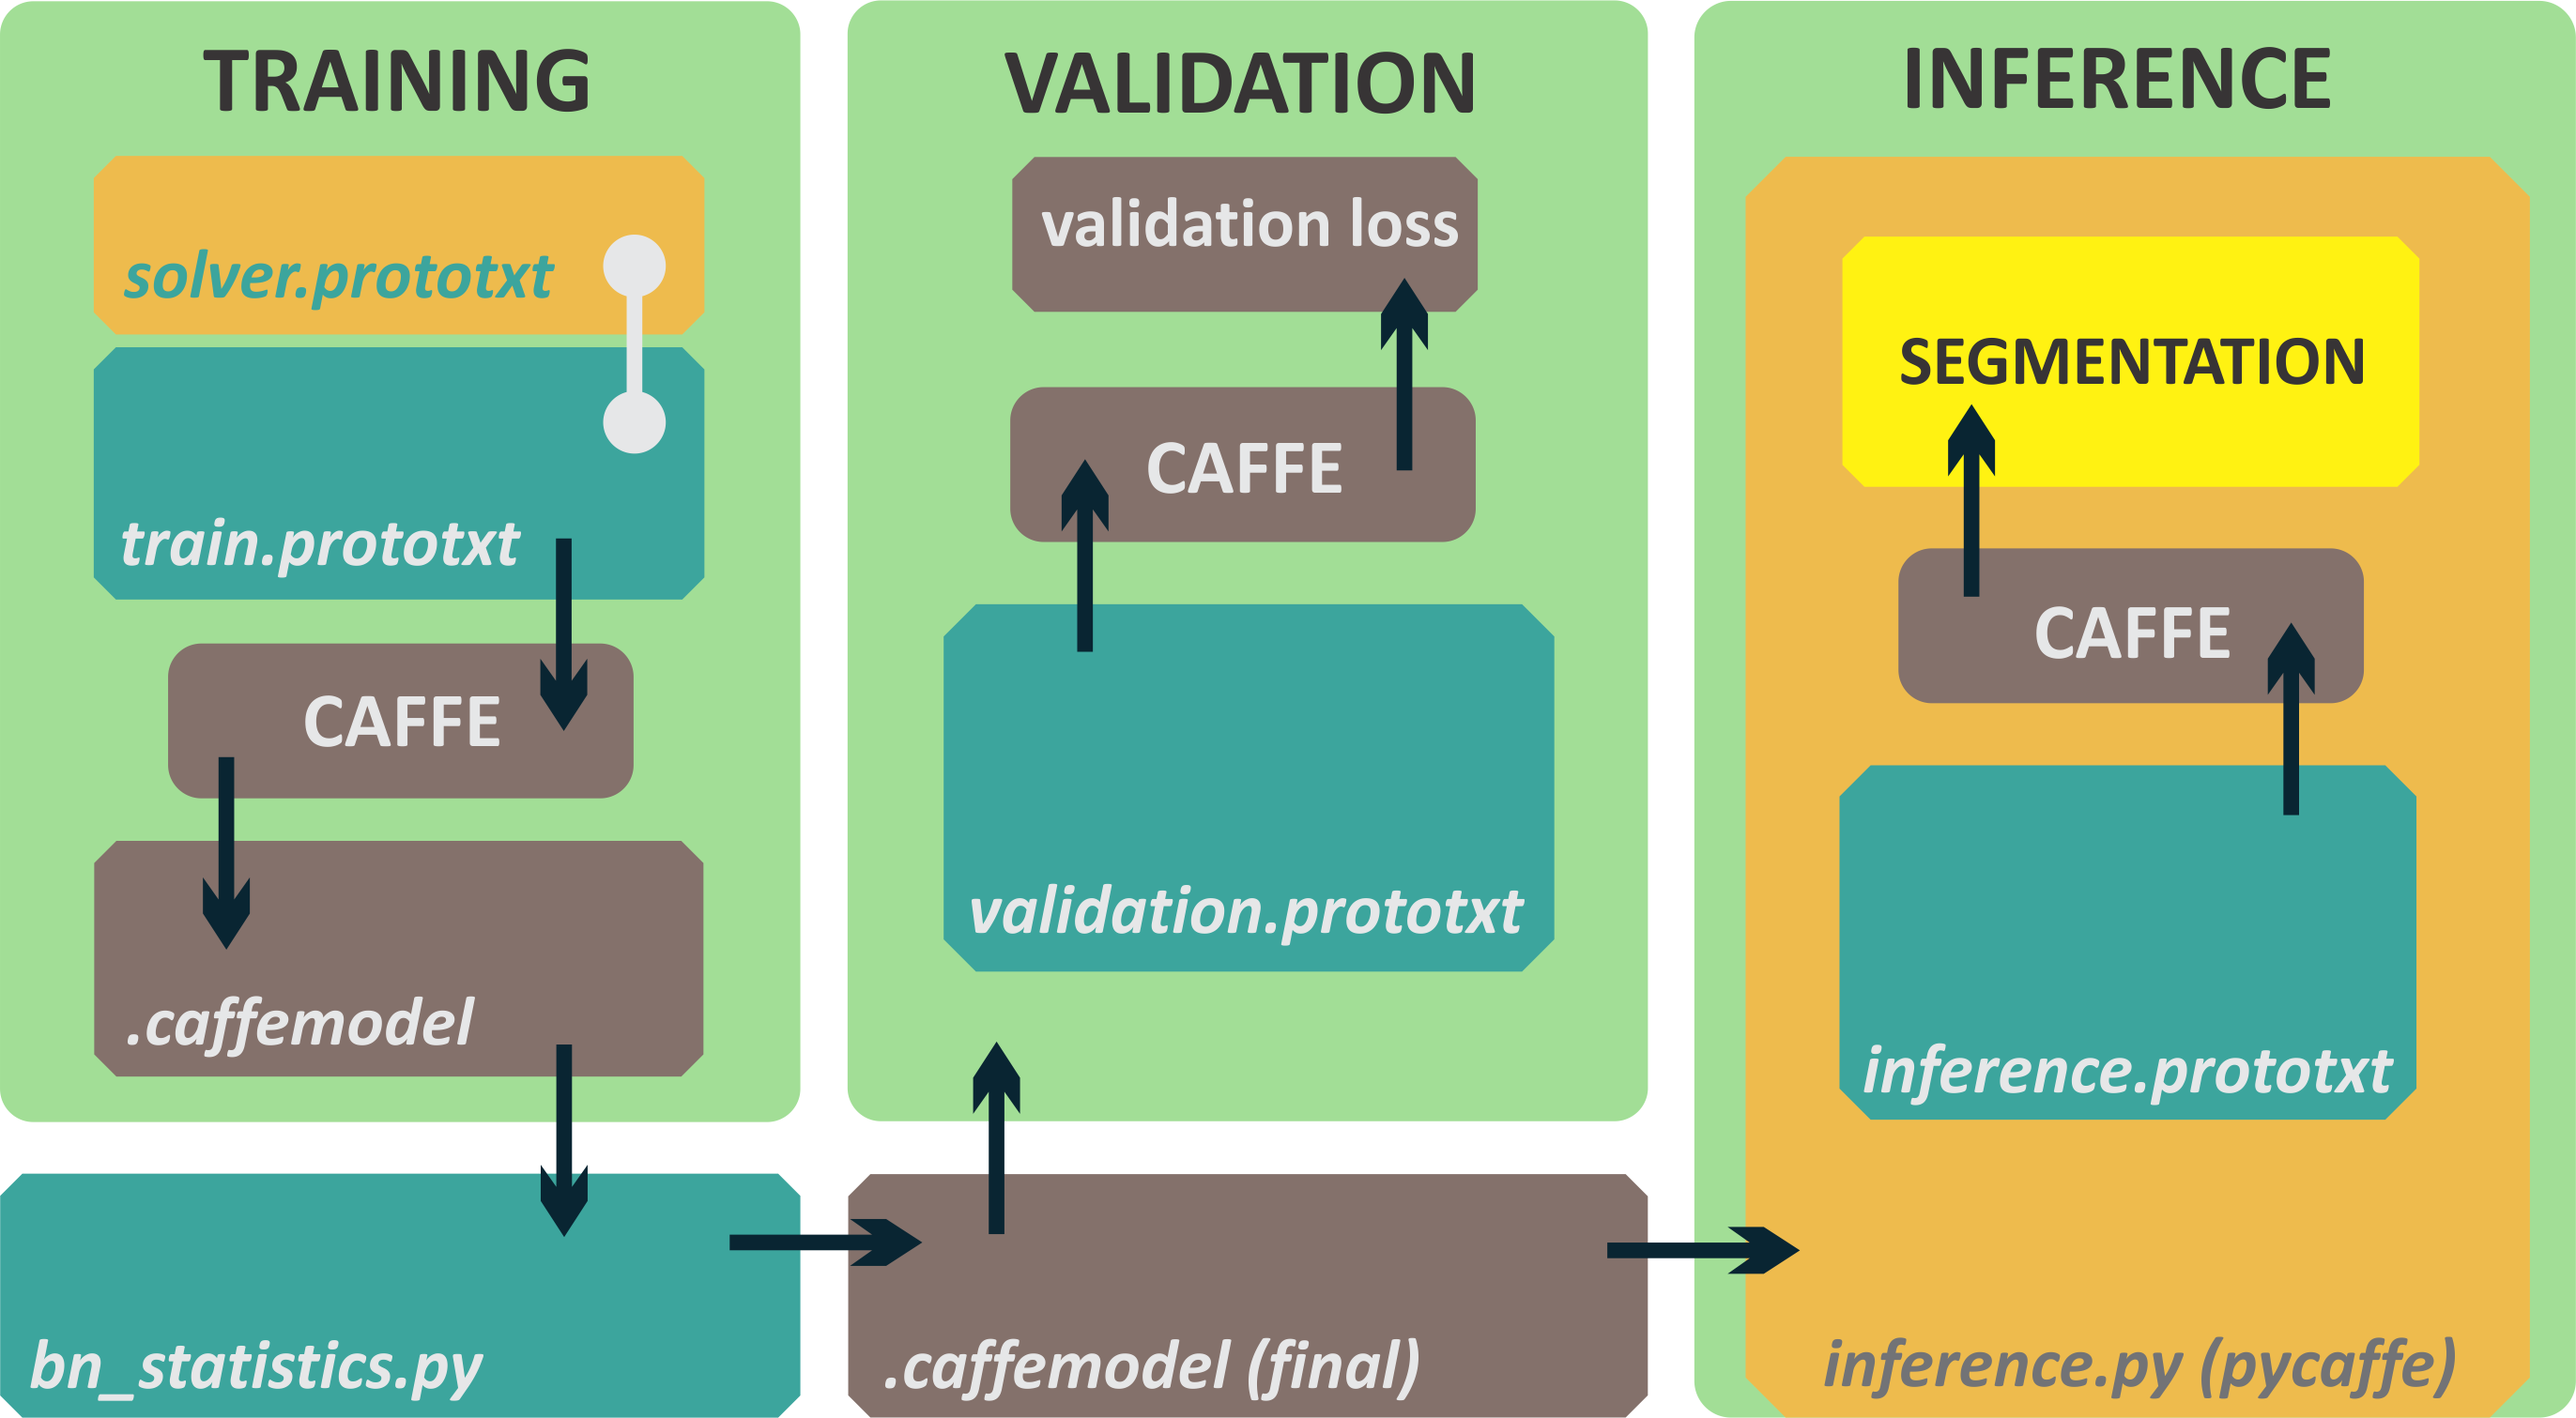 TRAINING
solver.prototxt
train.prototxt
CAFFE
.caffemodel
bn_statistics.py
VALIDATION
validation loss
CAFFE
validation.prototxt
.caffemodel (final)
INFERENCE
SEGMENTATION
CAFFE
inference.prototxt
inference.py (pycaffe)